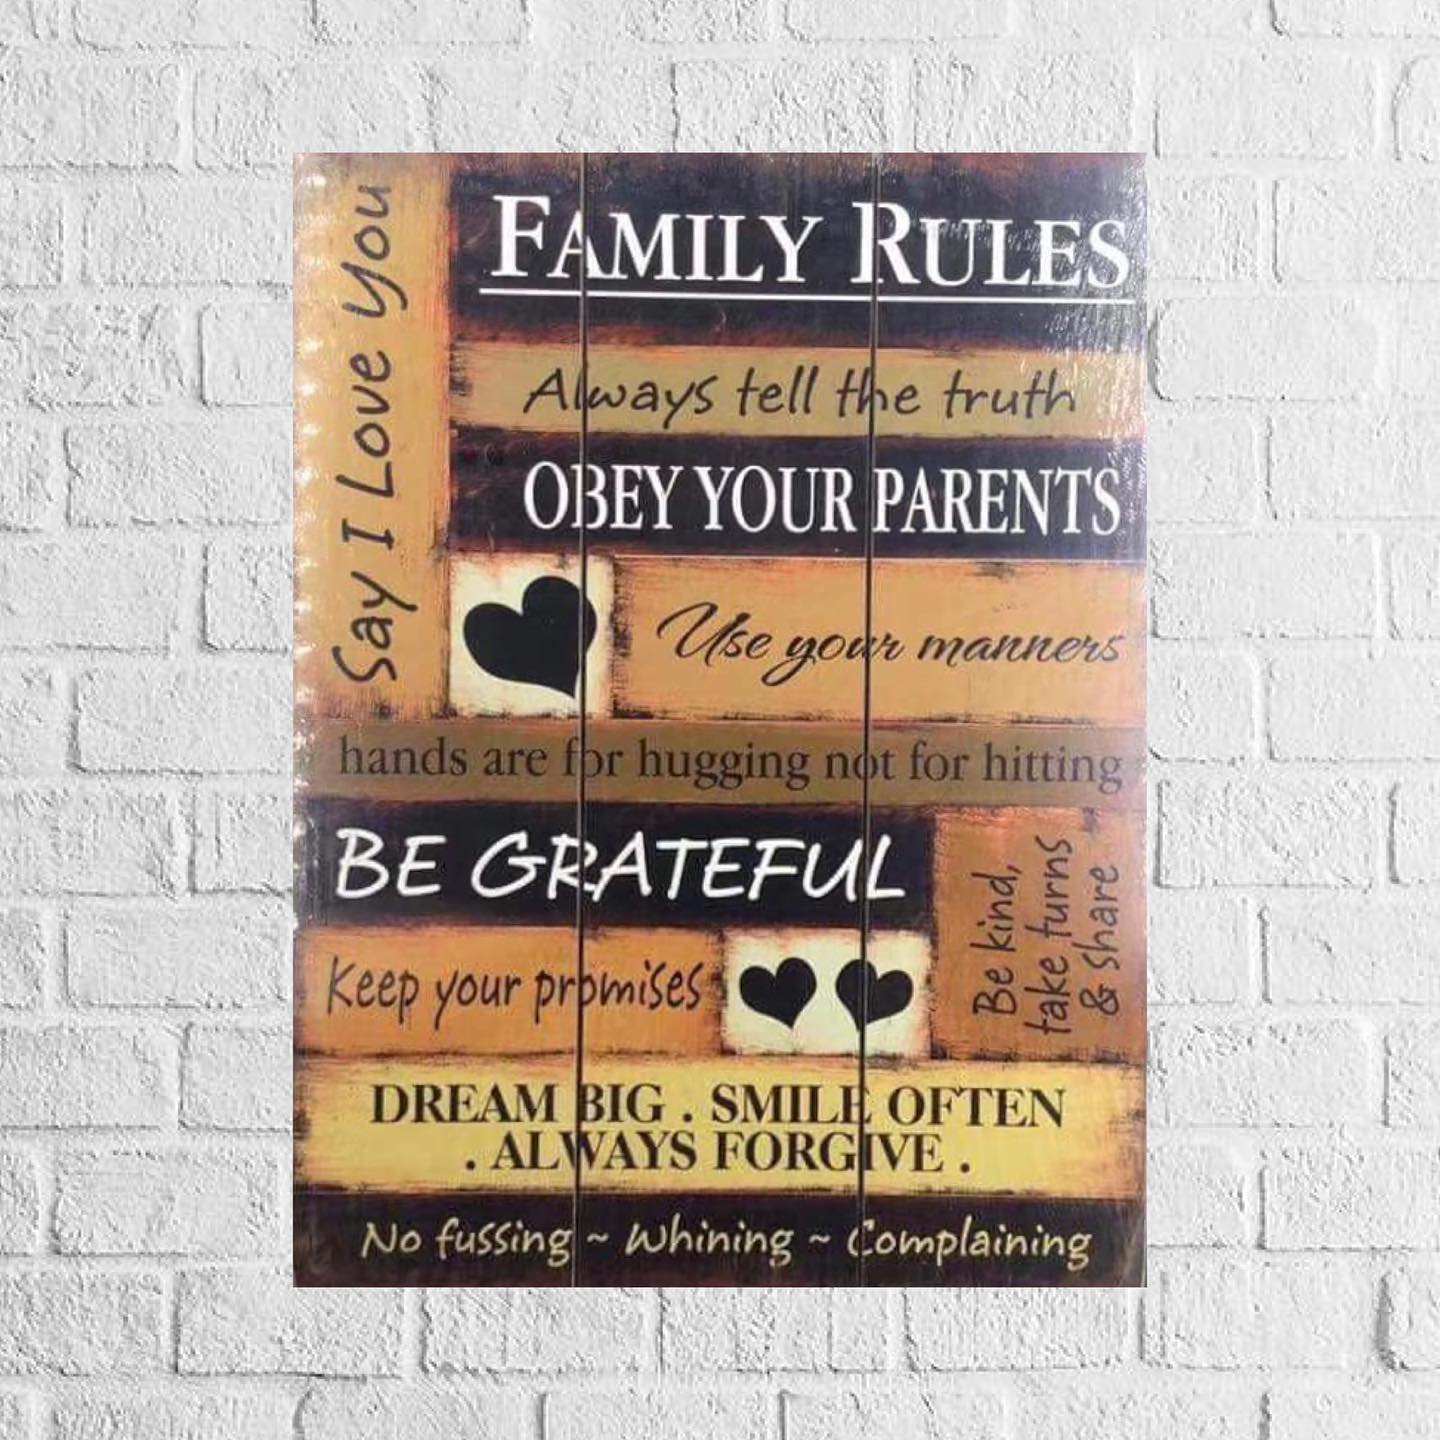 Say I Love You
FAMILY RULES
Always tell the truth
OBEY YOUR PARENTS
Use your manners
hands are for hugging not for hitting
BE GRATEFUL
Be kind,
take turns
& share
Keep your promises
DREAM BIG . SMILE OFTEN
. ALWAYS FORGIVE .
No fussing ~ Whining ~ Complaining